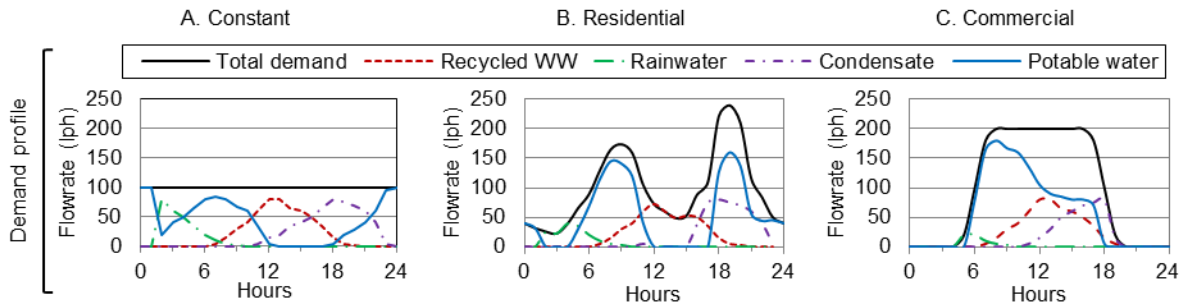 A. Constant B. Residential C. Commercial
Demand profile
Total demand Recycled WW Rainwater Condensate Potable water
Flowrate (lph)
250
200
150
100
50
0
0 6 12 18 24
Hours
Flowrate (lph)
250
200
150
100
50
0
0 6 12 18 24
Hours
Flowrate (lph)
250
200
150
100
50
0
0 6 12 18 24
Hours